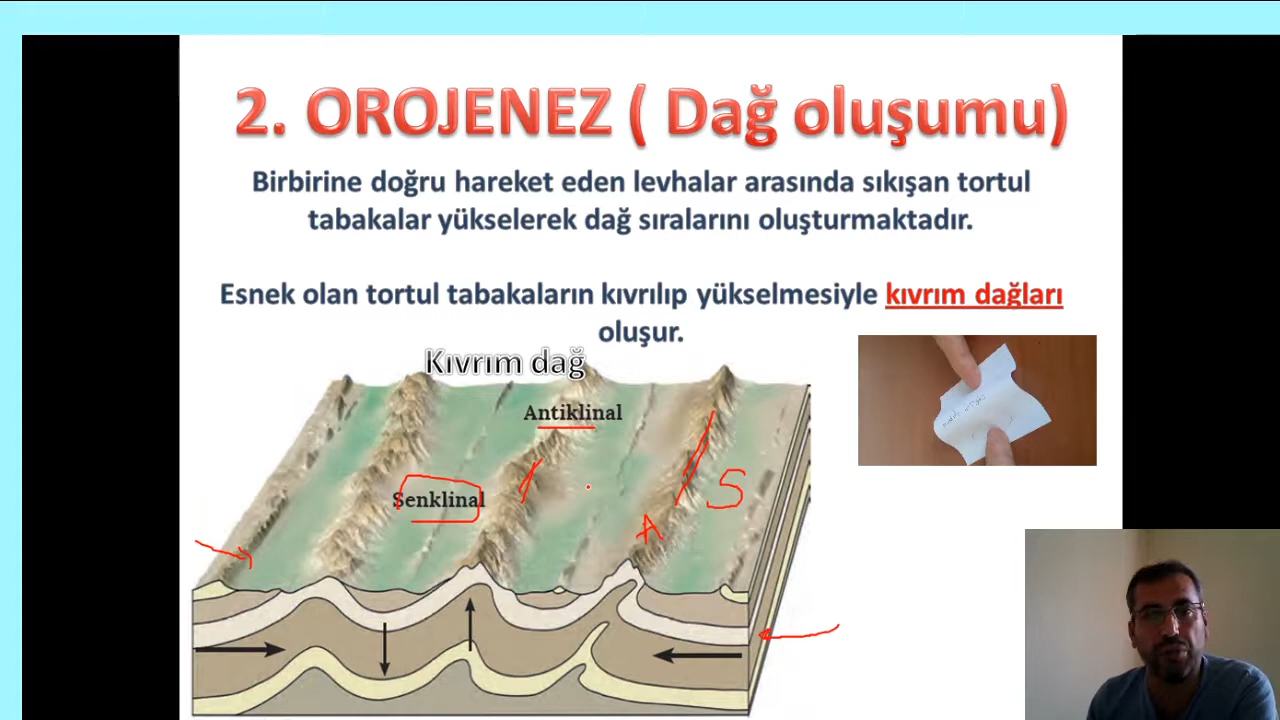 2. OROJENEZ ( Dağ oluşumu)
Birbirine doğru hareket eden levhalar arasında sıkışan tortul
tabakalar yükselerek dağ sıralarını oluşturmaktadır.
Esnek olan tortul tabakaların kıvrılıp yükselmesiyle kıvrım dağları
oluşur.
Kıvrım dağ
Antiklinal
Senklinal
S
A